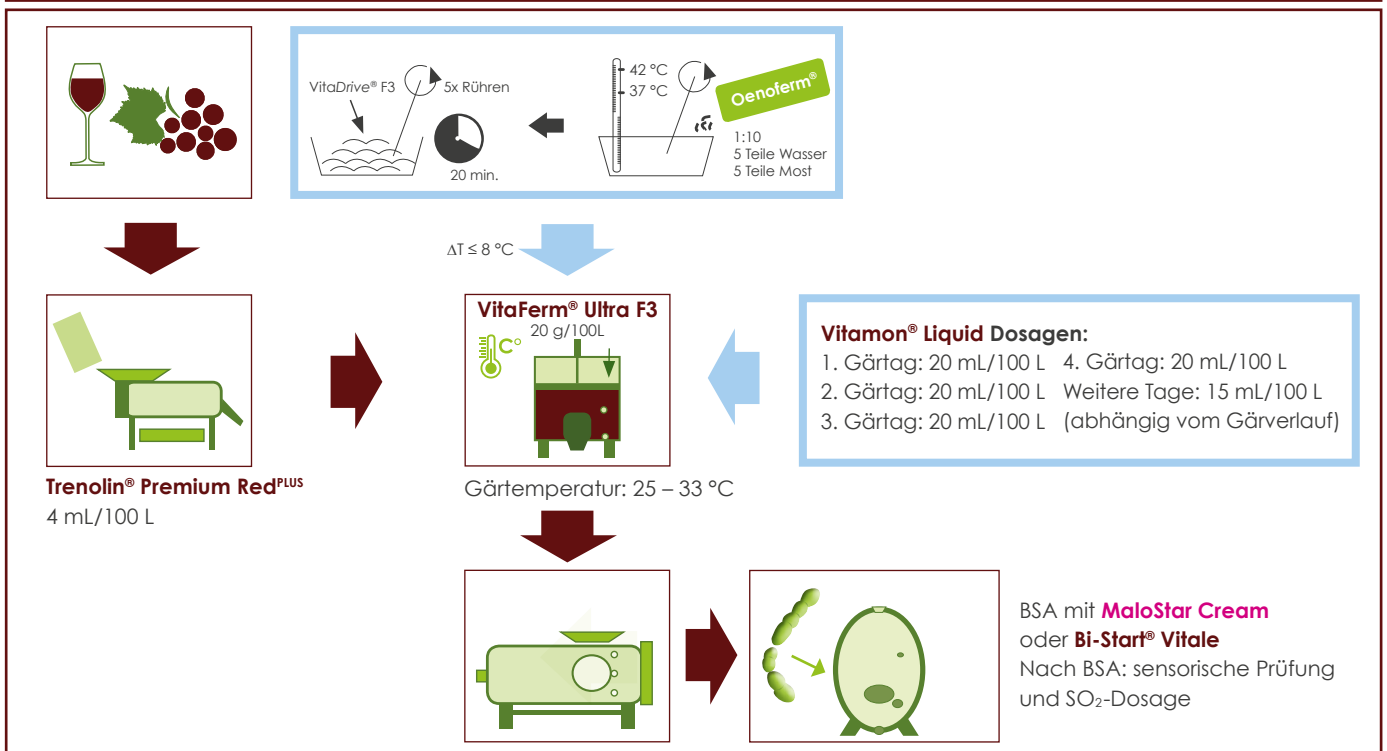 VitaDrive® F3
5x Rühren
20 min.
42 °C
37 °C
Oenoferm®
1:10
5 Teile Wasser
5 Teile Most
ΔT ≤ 8 °C
VitaFerm® Ultra F3
20 g/100L
C°
Vitamon® Liquid Dosagen:
1. Gärtag: 20 mL/100 L
2. Gärtag: 20 mL/100 L
3. Gärtag: 20 mL/100 L
4. Gärtag: 20 mL/100 L
Weitere Tage: 15 mL/100 L
(abhängig vom Gärverlauf)
Trenolin® Premium RedPLUS
4 mL/100 L
Gärtemperatur: 25 – 33 °C
BSA mit MaloStar Cream
oder Bi-Start® Vitale
Nach BSA: sensorische Prüfung
und SO₂-Dosage